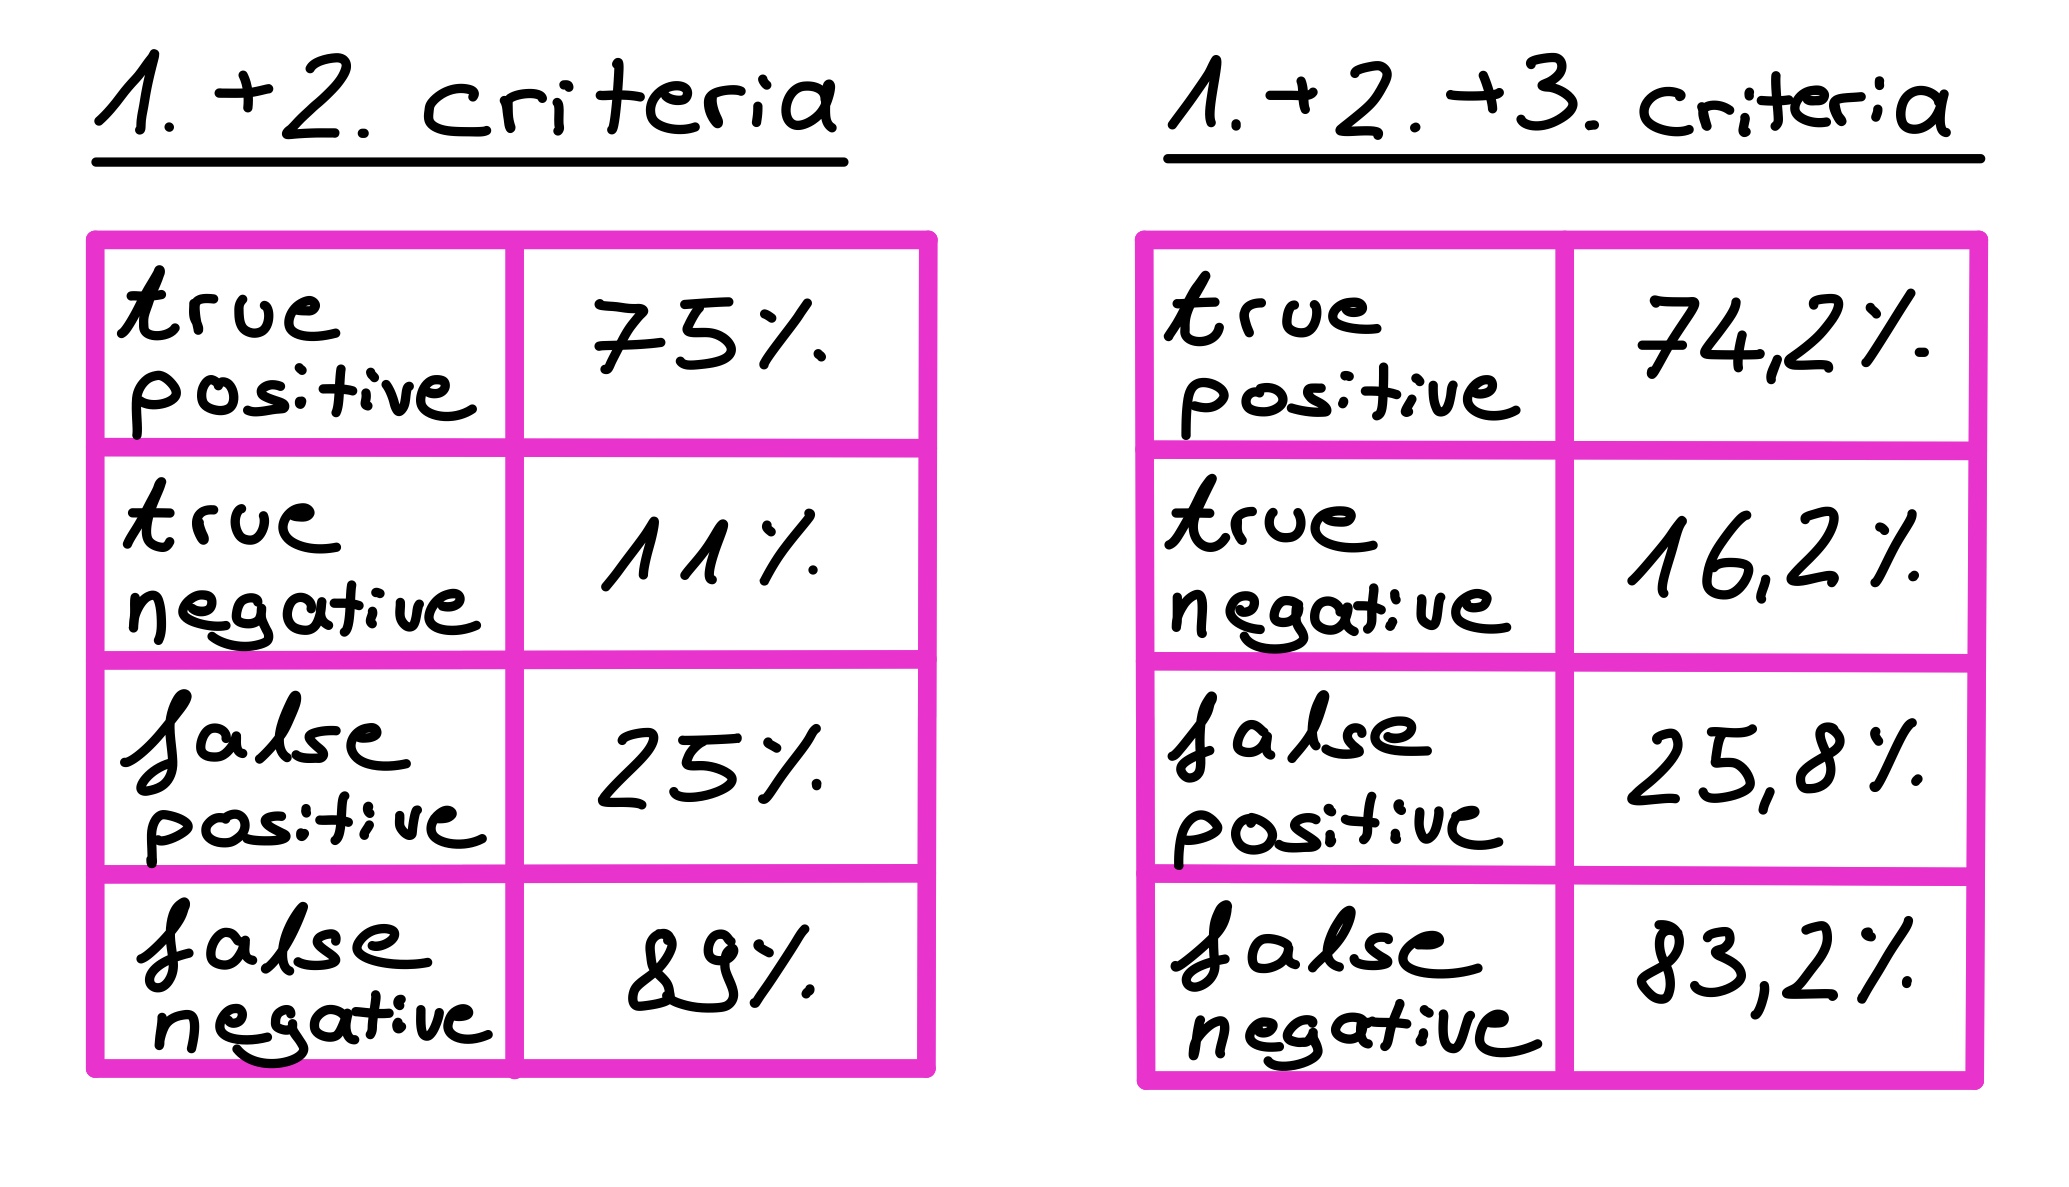 1. +2. criteria
true
positive
75%
true
negative
11%
false
positive
25%
false
negative
89%
1. +2. +3. criteria
true
positive
74,2%
true
negative
16,2%
false
positive
25,8%
false
negative
83,2%